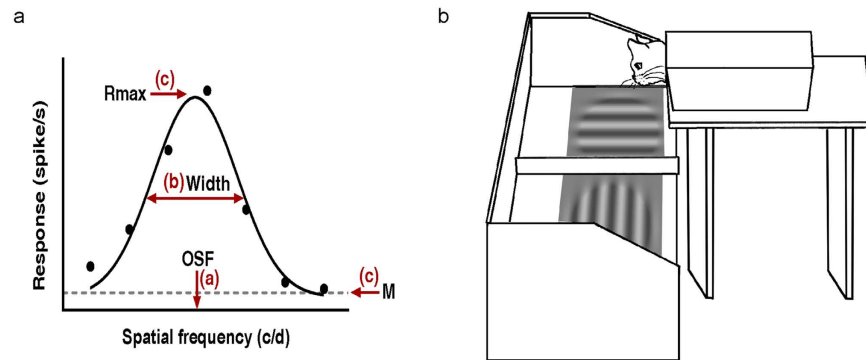 a
b
(c)
Rmax
(b) Width
OSF
(a)
(c)
M
Response (spike/s)
Spatial frequency (c/d)